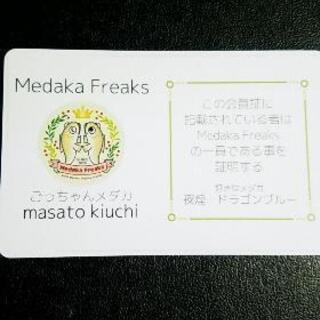 Medaka Freaks
Medaka Freaks
ごっちゃんメダカ
masato kiuchi
この会員証に
記載されている者は
Medaka Freaks
の一員である事を
証明する
好きなメダカ
夜桜 ドラゴンブルー